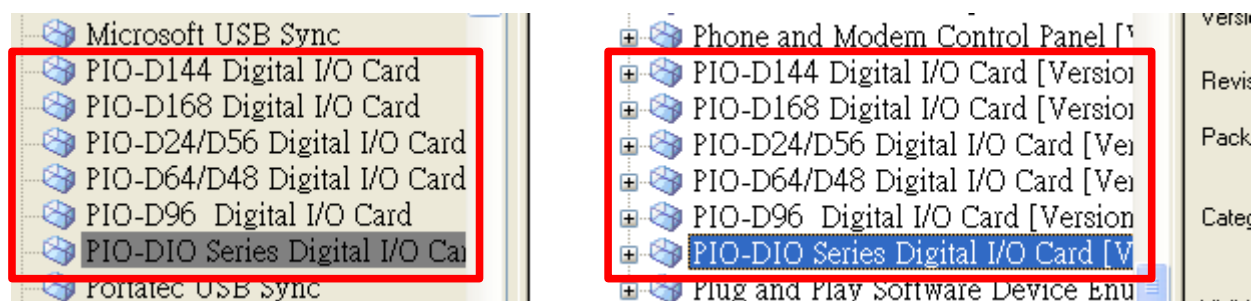 Microsoft USB Sync
PIO-D144 Digital I/O Card
PIO-D168 Digital I/O Card
PIO-D24/D56 Digital I/O Card
PIO-D64/D48 Digital I/O Card
PIO-D96  Digital I/O Card
PIO-DIO Series Digital I/O Car
Portatec USB Sync
Phone and Modem Control Panel [
PIO-D144 Digital I/O Card [Version
PIO-D168 Digital I/O Card [Version
PIO-D24/D56 Digital I/O Card [Ver
PIO-D64/D48 Digital I/O Card [Ver
PIO-D96  Digital I/O Card [Version
PIO-DIO Series Digital I/O Card [V
Plug and Play Software Device Enu
Versi
Revis
Pack
Categ